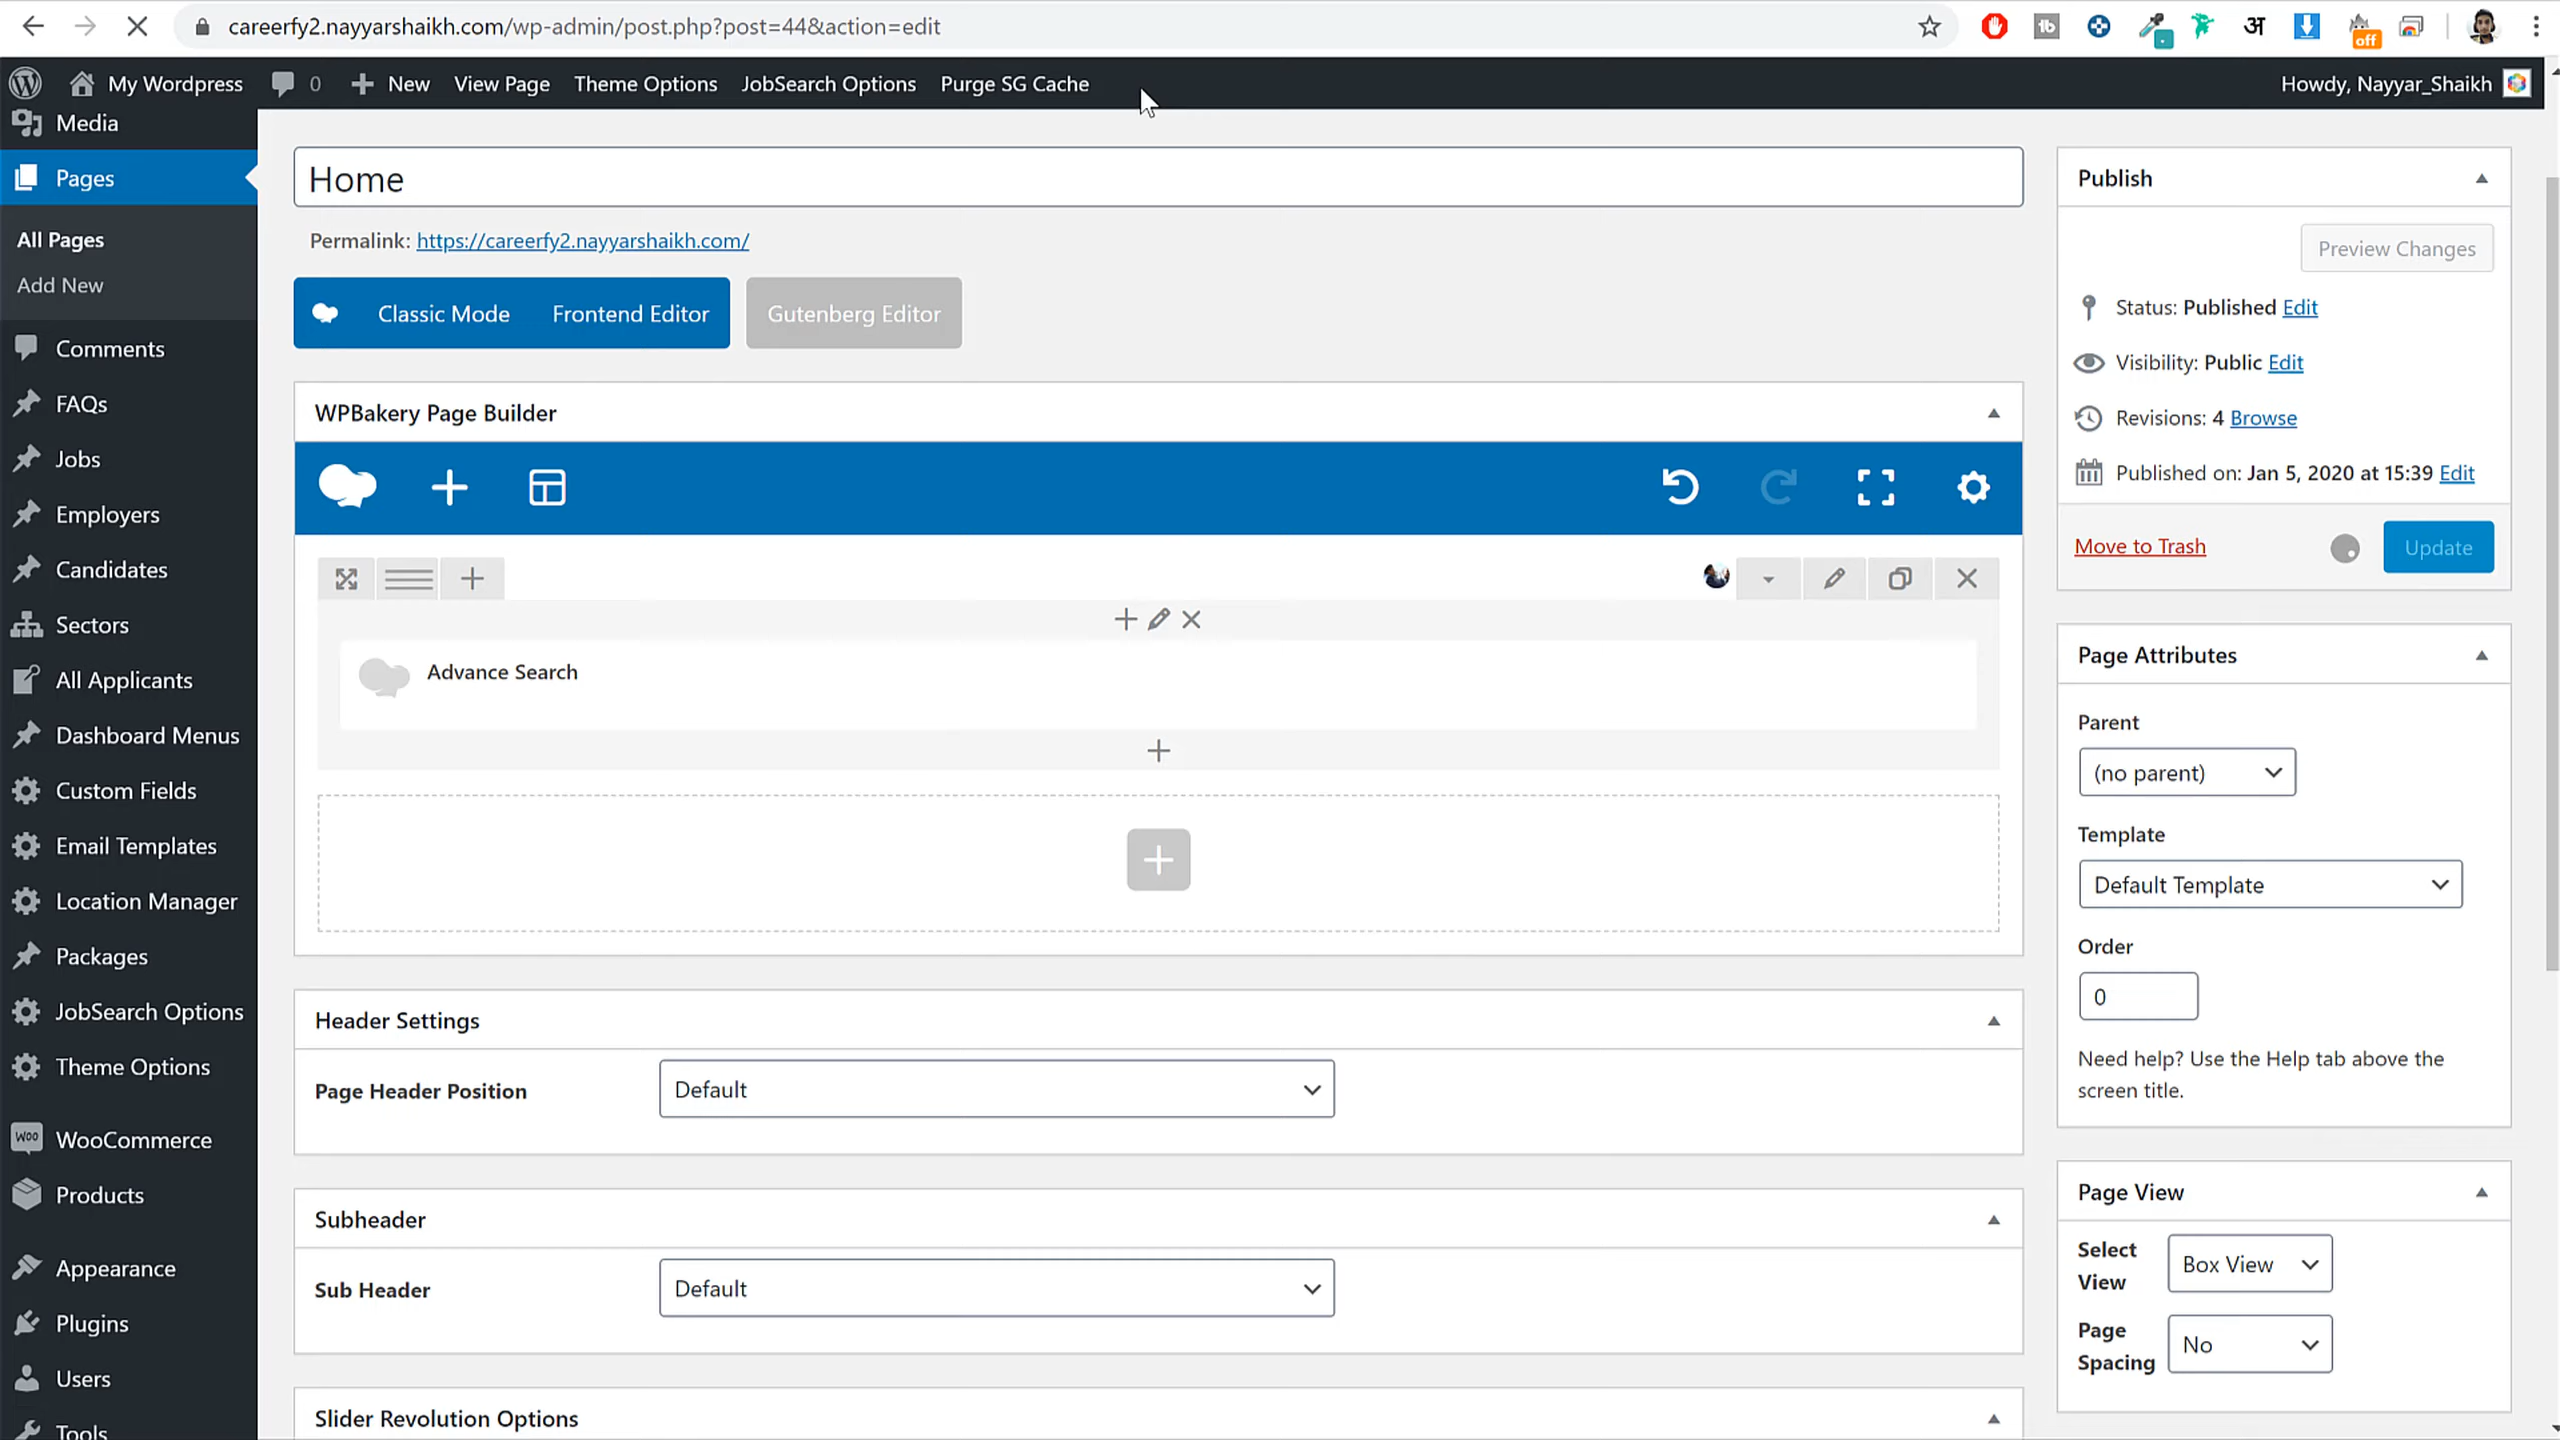 careerfy2.nayyarshaikh.com/wp-admin/post.php?post=44&action=edit
off
My Wordpress
0
New
View Page
Theme Options
JobSearch Options
Purge SG Cache
Howdy, Nayyar_Shaikh
Media
Pages
All Pages
Add New
Comments
FAQs
Jobs
Employers
Candidates
Sectors
All Applicants
Dashboard Menus
Custom Fields
Email Templates
Location Manager
Packages
JobSearch Options
Theme Options
WooCommerce
Products
Appearance
Plugins
Users
Tools
Home
Permalink: https://careerfy2.nayyarshaikh.com/
Classic Mode
Frontend Editor
Gutenberg Editor
WPBakery Page Builder
Advance Search
Header Settings
Page Header Position
Default
Subheader
Sub Header
Default
Slider Revolution Options
Publish
Preview Changes
Status: Published Edit
Visibility: Public Edit
Revisions: 4 Browse
Published on: Jan 5, 2020 at 15:39 Edit
Move to Trash
Update
Page Attributes
Parent
(no parent)
Template
Default Template
Order
0
Need help? Use the Help tab above the
screen title.
Page View
Select
View
Box View
Page
Spacing
No